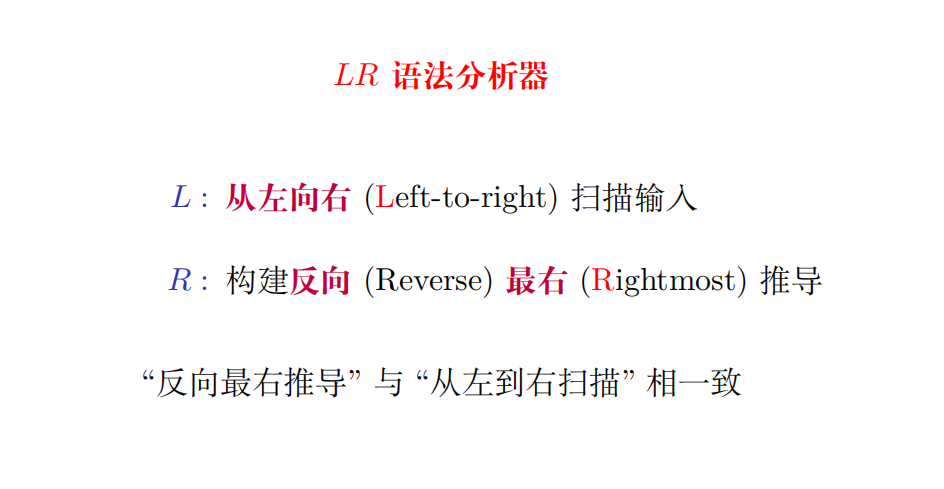 LR 语法分析器
L : 从左向右 (Left-to-right) 扫描输入
R : 构建反向 (Reverse) 最右 (Rightmost) 推导
“反向最右推导” 与 “从左到右扫描” 相一致